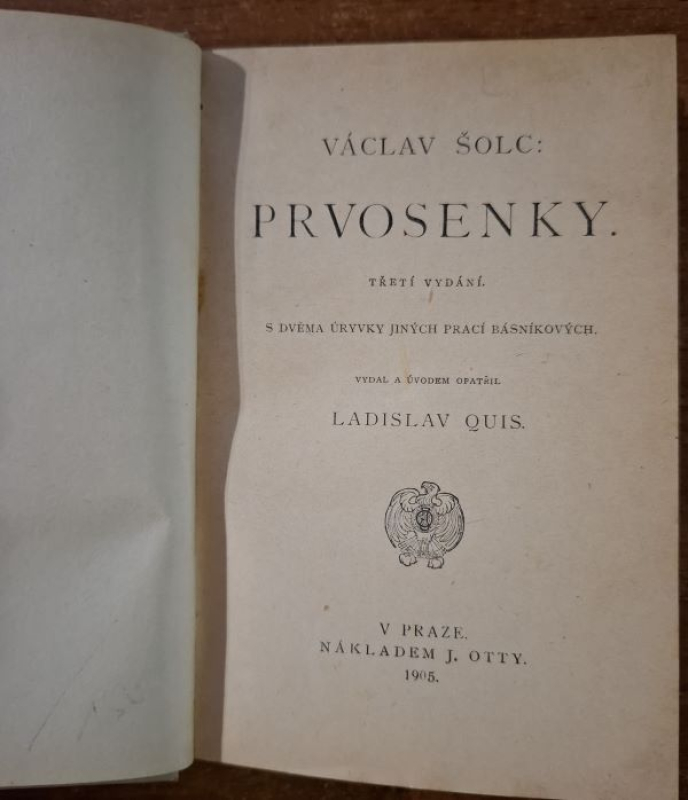 VÁCLAV ŠOLC:
PRVOSENKY.
TŘETÍ VYDÁNÍ.
S DVĚMA ÚRYVKY JINÝCH PRACÍ BÁSNÍKOVÝCH.
VYDAL A ÚVODEM OPATŘIL
LADISLAV QUIS.
V PRAZE.
NÁKLADEM J. OTTY.
1905.